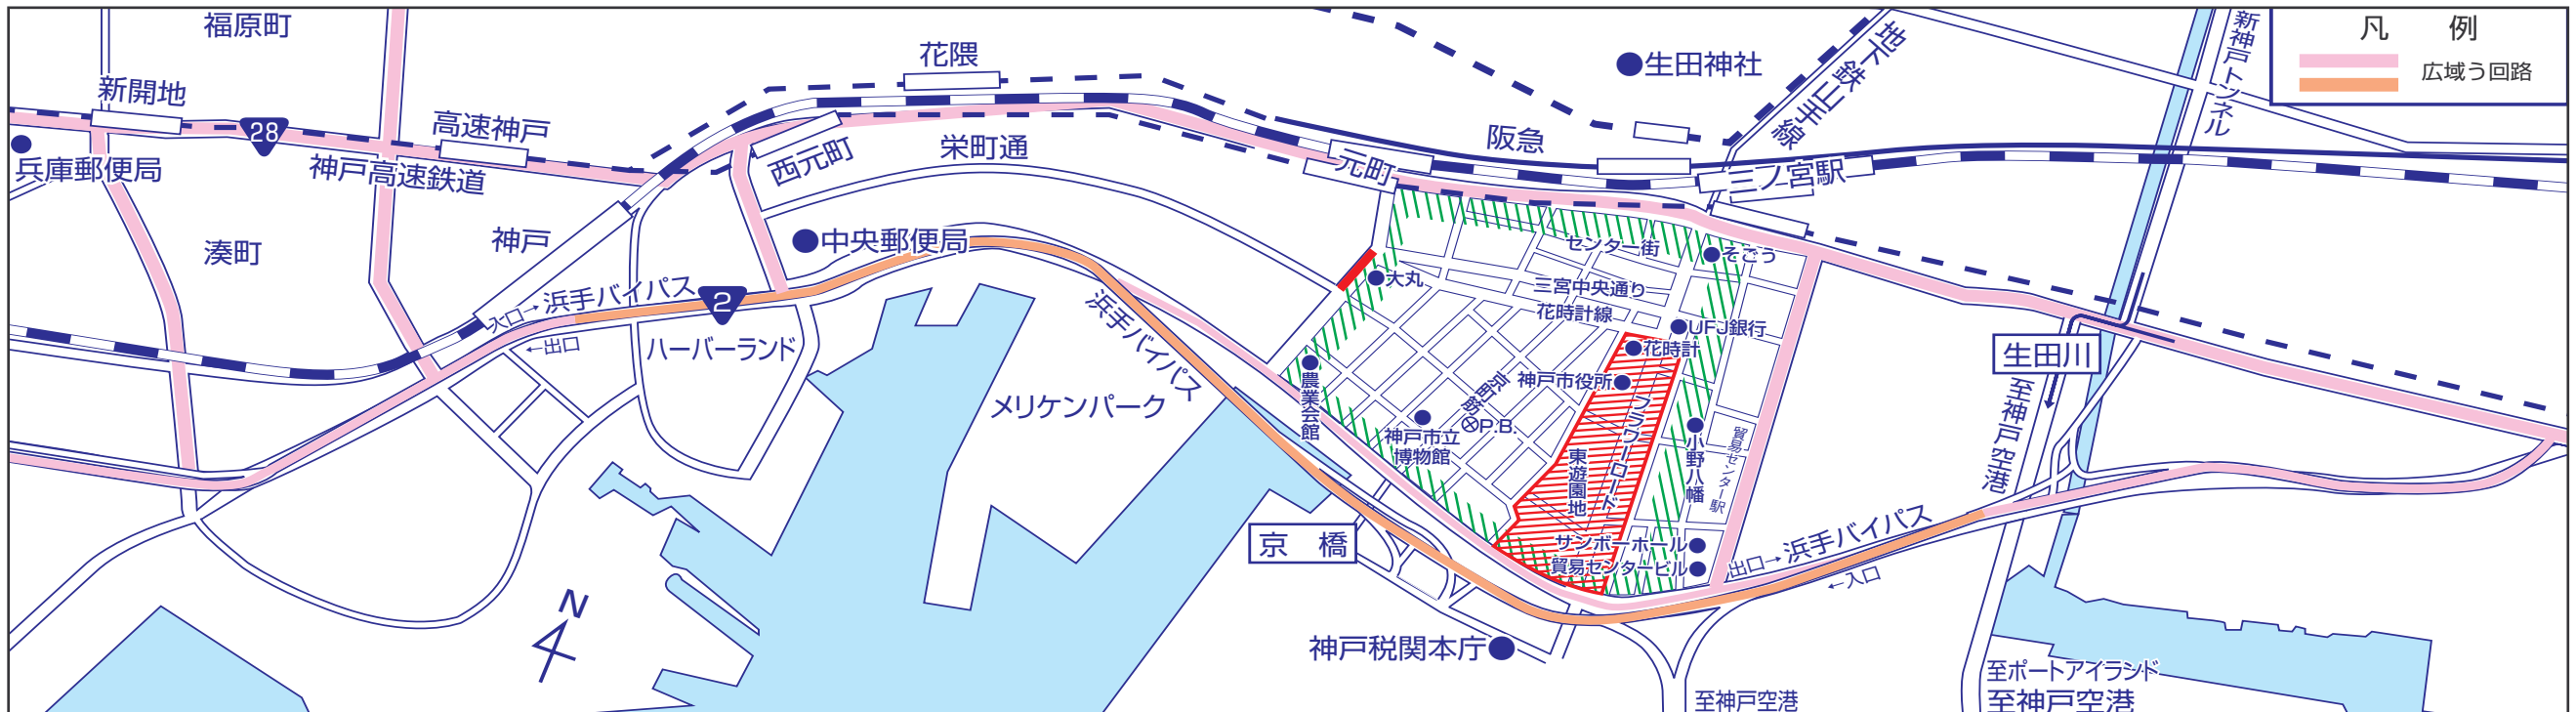 福原町
新開地
28
高速神戸
兵庫郵便局
神戸高速鉄道
湊町
神戸
花隈
西元町
栄町通
中央郵便局
入口→浜手バイパス
2
←出口
ハーバーランド
メリケンパーク
浜手バイパス
N
生田神社
阪急
地下鉄山手線
新神戸トンネル
凡 例
広域う回路
元町
三ノ宮駅
センター街
そごう
大丸
三宮中央通り
花時計線
UFJ銀行
花時計
神戸市役所
農業会館
京町筋
P.B.
神戸市立
博物館
フラワーロード
東遊園地
小野八幡
貿易センター駅
サンボーホール
貿易センタービル
京 橋
神戸税関本庁
生田川
至神戸空港
出口→浜手バイパス
←入口
至神戸空港
至ポートアイランド
至神戸空港